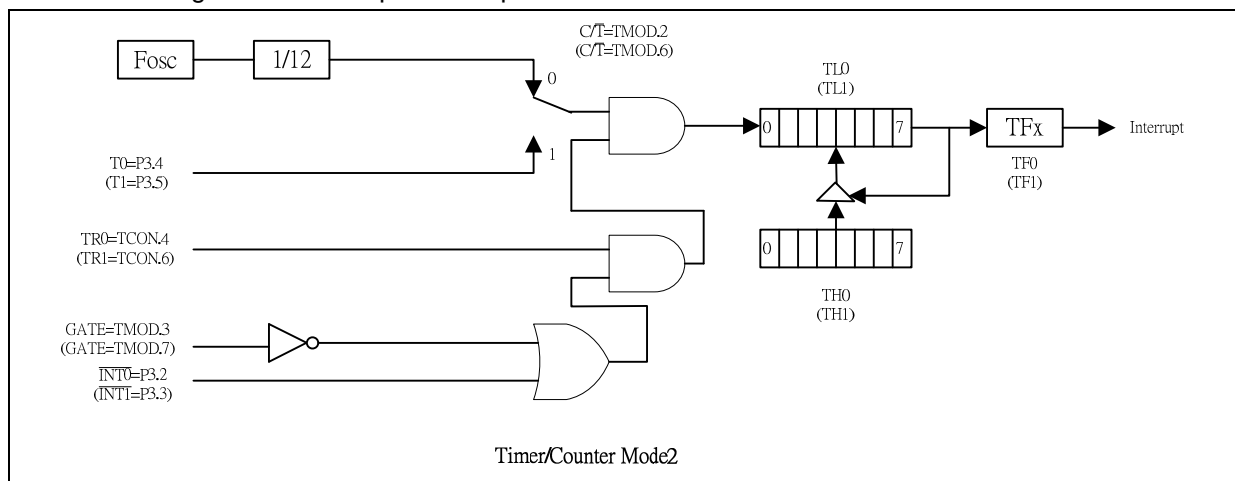 C/T̅=TMOD.2
(C/T̅=TMOD.6)
Fosc
1/12
0
TL0
(TL1)
0 7
TFx
Interrupt
TF0
(TF1)
1
T0=P3.4
(T1=P3.5)
TR0=TCON.4
(TR1=TCON.6)
0 7
TH0
(TH1)
GATE=TMOD.3
(GATE=TMOD.7)
I̅N̅T̅0̅=P3.2
(I̅N̅T̅1̅=P3.3)
Timer/Counter Mode2